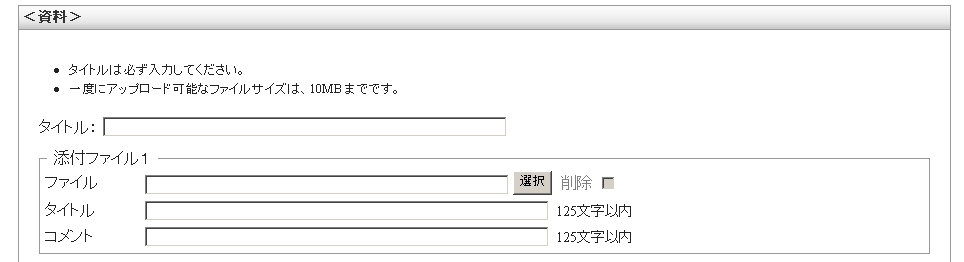 ＜資料＞
• タイトルは必ず入力してください。
• 一度にアップロード可能なファイルサイズは、10MBまでです。
タイトル：
添付ファイル１
ファイル 選択 削除
タイトル 125文字以内
コメント 125文字以内